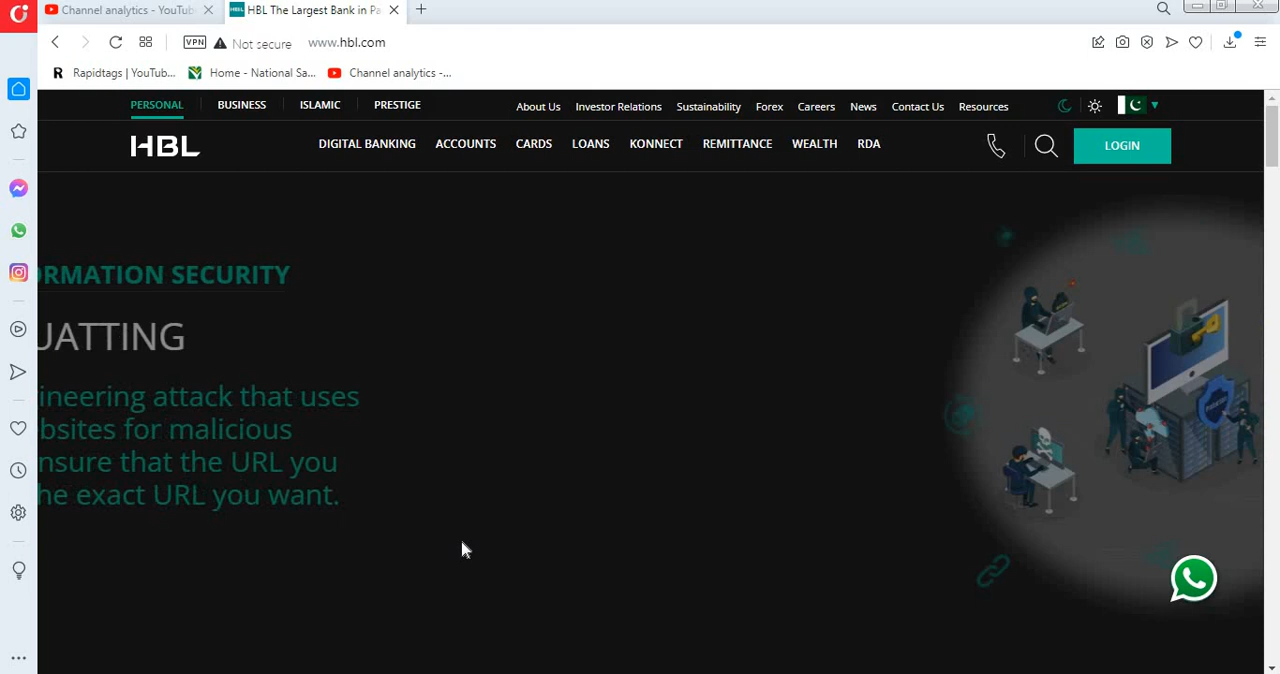 Channel analytics - YouTub
HBL The Largest Bank in Pa
VPN
Not secure
www.hbl.com
R Rapidtags | YouTub...
Home - National Sa...
Channel analytics -...
PERSONAL
BUSINESS
ISLAMIC
PRESTIGE
About Us
Investor Relations
Sustainability
Forex
Careers
News
Contact Us
Resources
HBL
DIGITAL BANKING
ACCOUNTS
CARDS
LOANS
KONNECT
REMITTANCE
WEALTH
RDA
LOGIN
ORMATION SECURITY
UATTING
ineering attack that uses
bsites for malicious
nsure that the URL you
he exact URL you want.